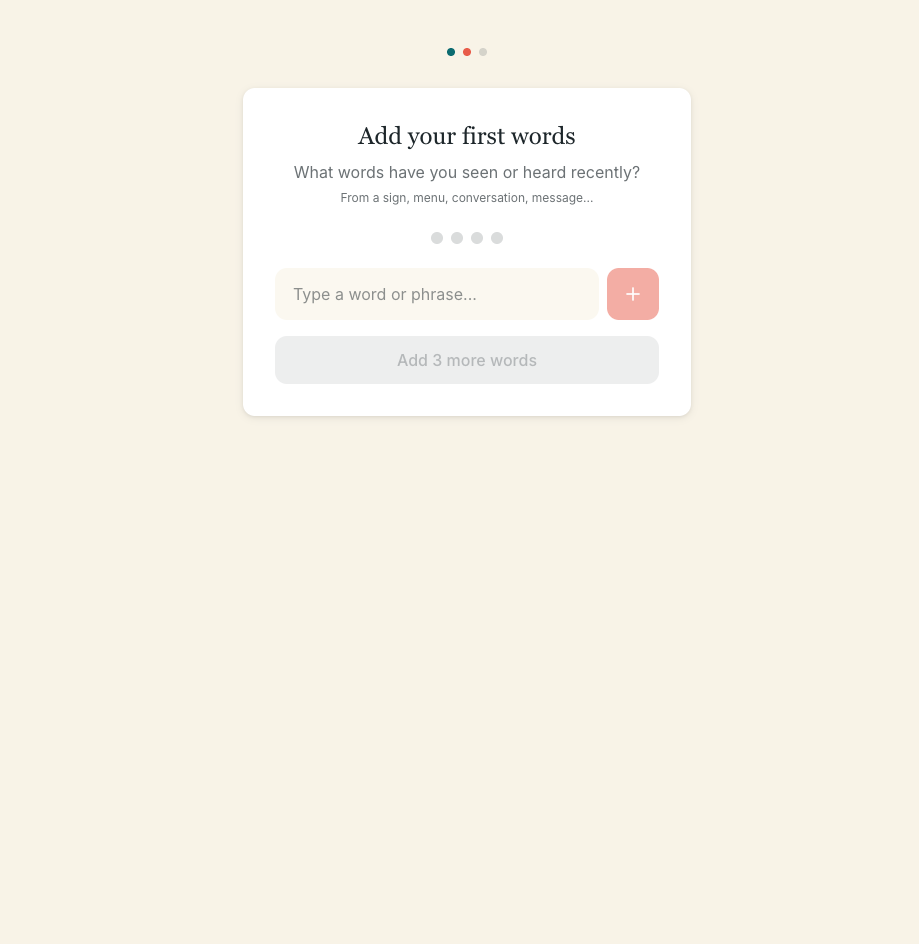 Add your first words
What words have you seen or heard recently?
From a sign, menu, conversation, message...
Type a word or phrase...
+
Add 3 more words